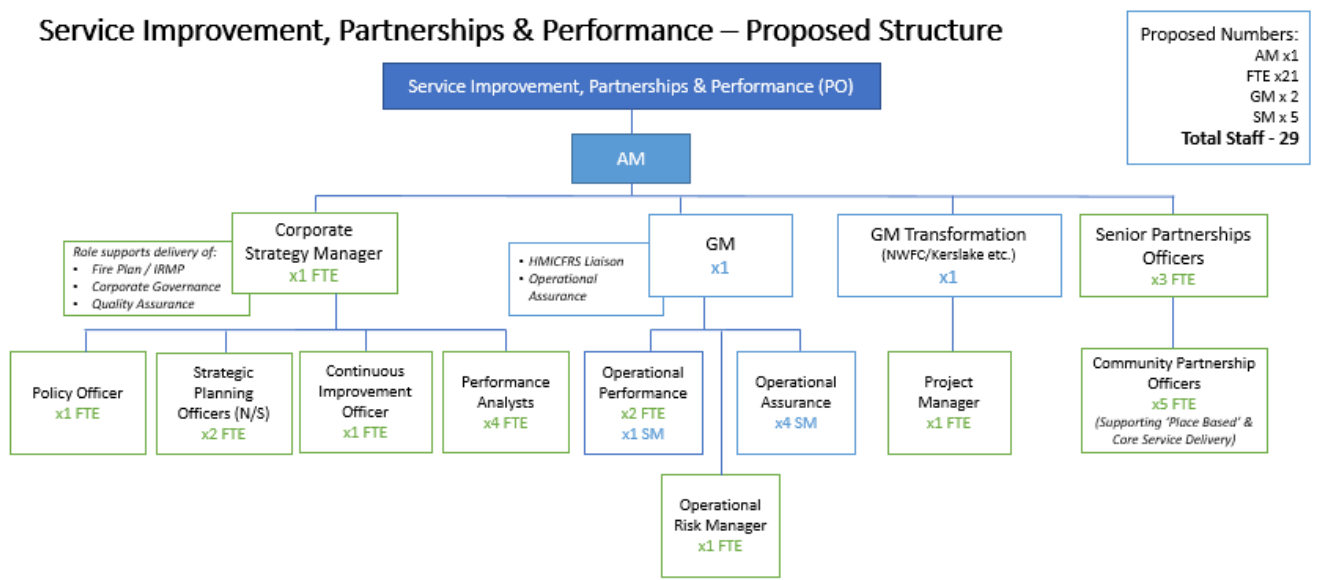 Service Improvement, Partnerships & Performance – Proposed Structure
Proposed Numbers:
AM x1
FTE x21
GM x 2
SM x 5
Total Staff - 29
Service Improvement, Partnerships & Performance (PO)
AM
Corporate
Strategy Manager
x1 FTE
Role supports delivery of:
• Fire Plan / IRMP
• Corporate Governance
• Quality Assurance
GM
x1
• HMICFRS Liaison
• Operational
Assurance
GM Transformation
(NWFC/Kerslake etc.)
x1
Senior Partnerships
Officers
x3 FTE
Policy Officer
x1 FTE
Strategic
Planning
Officers (N/S)
x2 FTE
Continuous
Improvement
Officer
x1 FTE
Performance
Analysts
x4 FTE
Operational
Performance
x2 FTE
x1 SM
Operational
Assurance
x4 SM
Project
Manager
x1 FTE
Community Partnership
Officers
x5 FTE
(Supporting ‘Place Based’ &
Core Service Delivery)
Operational
Risk Manager
x1 FTE